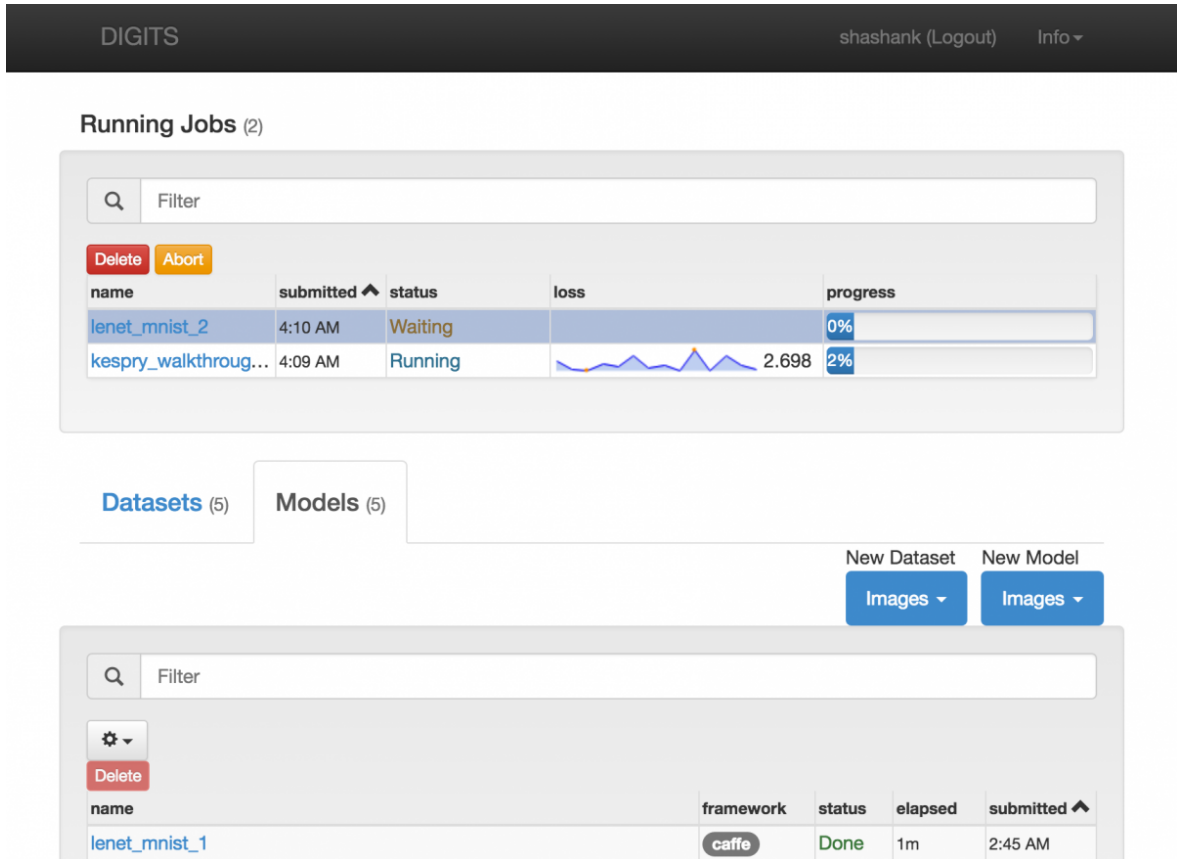 DIGITS shashank (Logout) Info
Running Jobs (2)
Filter
Delete Abort
name submitted status loss progress
lenet_mnist_2 4:10 AM Waiting 0%
kespry_walkthroug... 4:09 AM Running 2.698 2%
Datasets (5) Models (5)
New Dataset New Model
Images Images
Filter
Delete
name framework status elapsed submitted
lenet_mnist_1 caffe Done 1m 2:45 AM